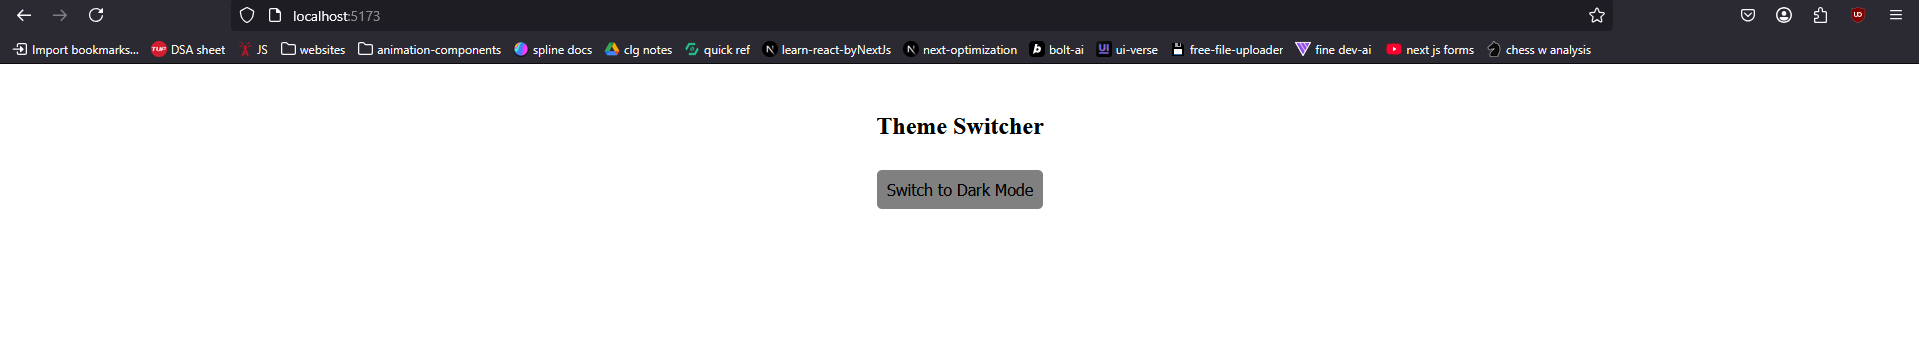 localhost:5173
Import bookmarks... TUF DSA sheet JS websites animation-components spline docs clg notes quick ref N learn-react-byNextJs N next-optimization b bolt-ai UI ui-verse free-file-uploader fine dev-ai next js forms chess w analysis
Theme Switcher
Switch to Dark Mode